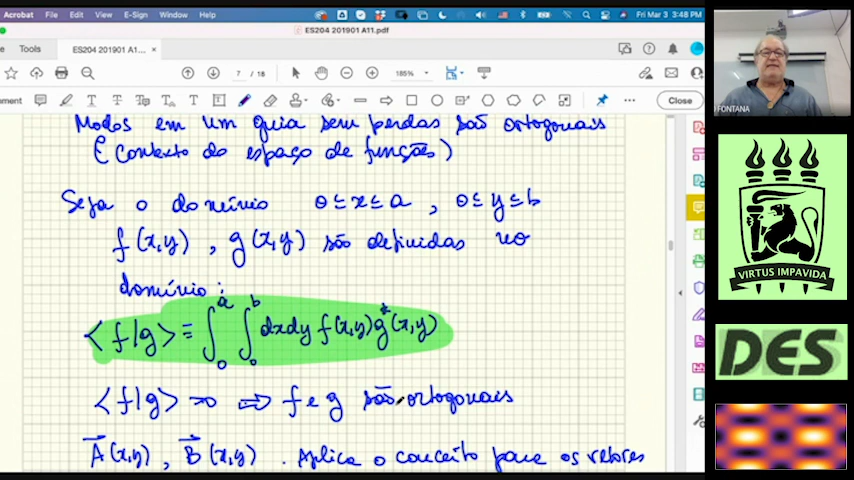 Acrobat File Edit View E-Sign Window Help Fri Mar 3 3:48 PM
ES204 201901 A11.pdf
Tools ES204 201901 A1... ×
7 / 16 185%
mment Close
Modos em um guia sem perdas são ortogonais
(contexto do espaço de funções)
Seja o domínio 0≤x≤a, 0≤y≤b
f(x,y), g(x,y) são definidas no
domínio:
<f|g> ≡ ∫₀ᵃ ∫₀ᵇ dxdy f(x,y)g*(x,y)
<f|g> =0 ⇒ f e g são ortogonais
A⃗(x,y), B⃗(x,y). Aplica o conceito para os vetores
FONTANA
VIRTUS IMPAVIDA
DES